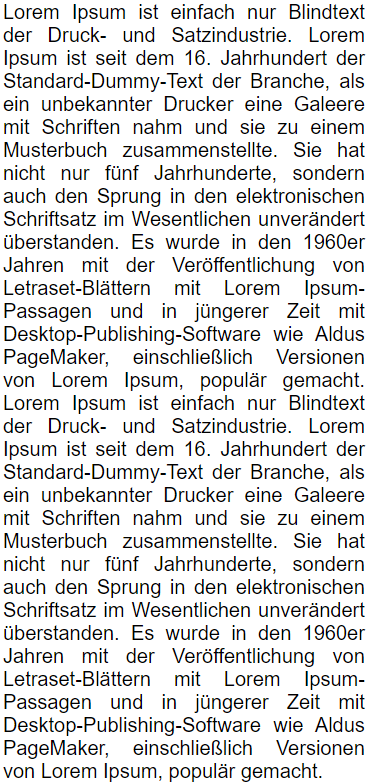 Lorem Ipsum ist einfach nur Blindtext
der Druck- und Satzindustrie. Lorem
Ipsum ist seit dem 16. Jahrhundert der
Standard-Dummy-Text der Branche, als
ein unbekannter Drucker eine Galeere
mit Schriften nahm und sie zu einem
Musterbuch zusammenstellte. Sie hat
nicht nur fünf Jahrhunderte, sondern
auch den Sprung in den elektronischen
Schriftsatz im Wesentlichen unverändert
überstanden. Es wurde in den 1960er
Jahren mit der Veröffentlichung von
Letraset-Blättern mit Lorem Ipsum-
Passagen und in jüngerer Zeit mit
Desktop-Publishing-Software wie Aldus
PageMaker, einschließlich Versionen
von Lorem Ipsum, populär gemacht.
Lorem Ipsum ist einfach nur Blindtext
der Druck- und Satzindustrie. Lorem
Ipsum ist seit dem 16. Jahrhundert der
Standard-Dummy-Text der Branche, als
ein unbekannter Drucker eine Galeere
mit Schriften nahm und sie zu einem
Musterbuch zusammenstellte. Sie hat
nicht nur fünf Jahrhunderte, sondern
auch den Sprung in den elektronischen
Schriftsatz im Wesentlichen unverändert
überstanden. Es wurde in den 1960er
Jahren mit der Veröffentlichung von
Letraset-Blättern mit Lorem Ipsum-
Passagen und in jüngerer Zeit mit
Desktop-Publishing-Software wie Aldus
PageMaker, einschließlich Versionen
von Lorem Ipsum, populär gemacht.